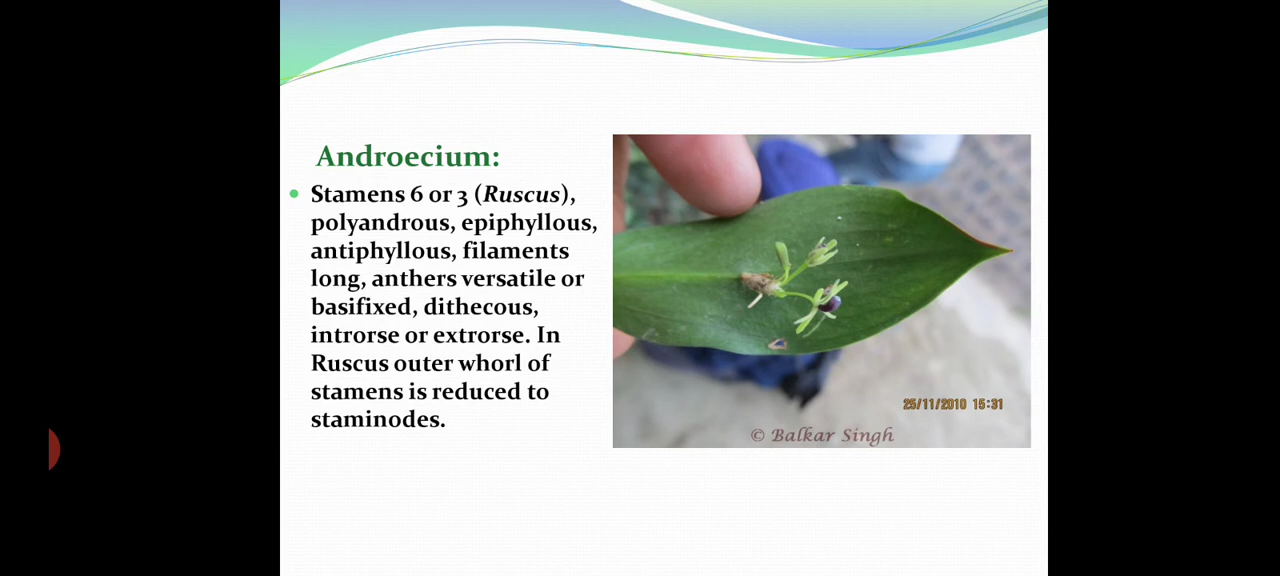 Androecium:
Stamens 6 or 3 (Ruscus),
polyandrous, epiphyllous,
antiphyllous, filaments
long, anthers versatile or
basifixed, dithecous,
introrse or extrorse. In
Ruscus outer whorl of
stamens is reduced to
staminodes.
25/11/2010 15:31
© Balkar Singh